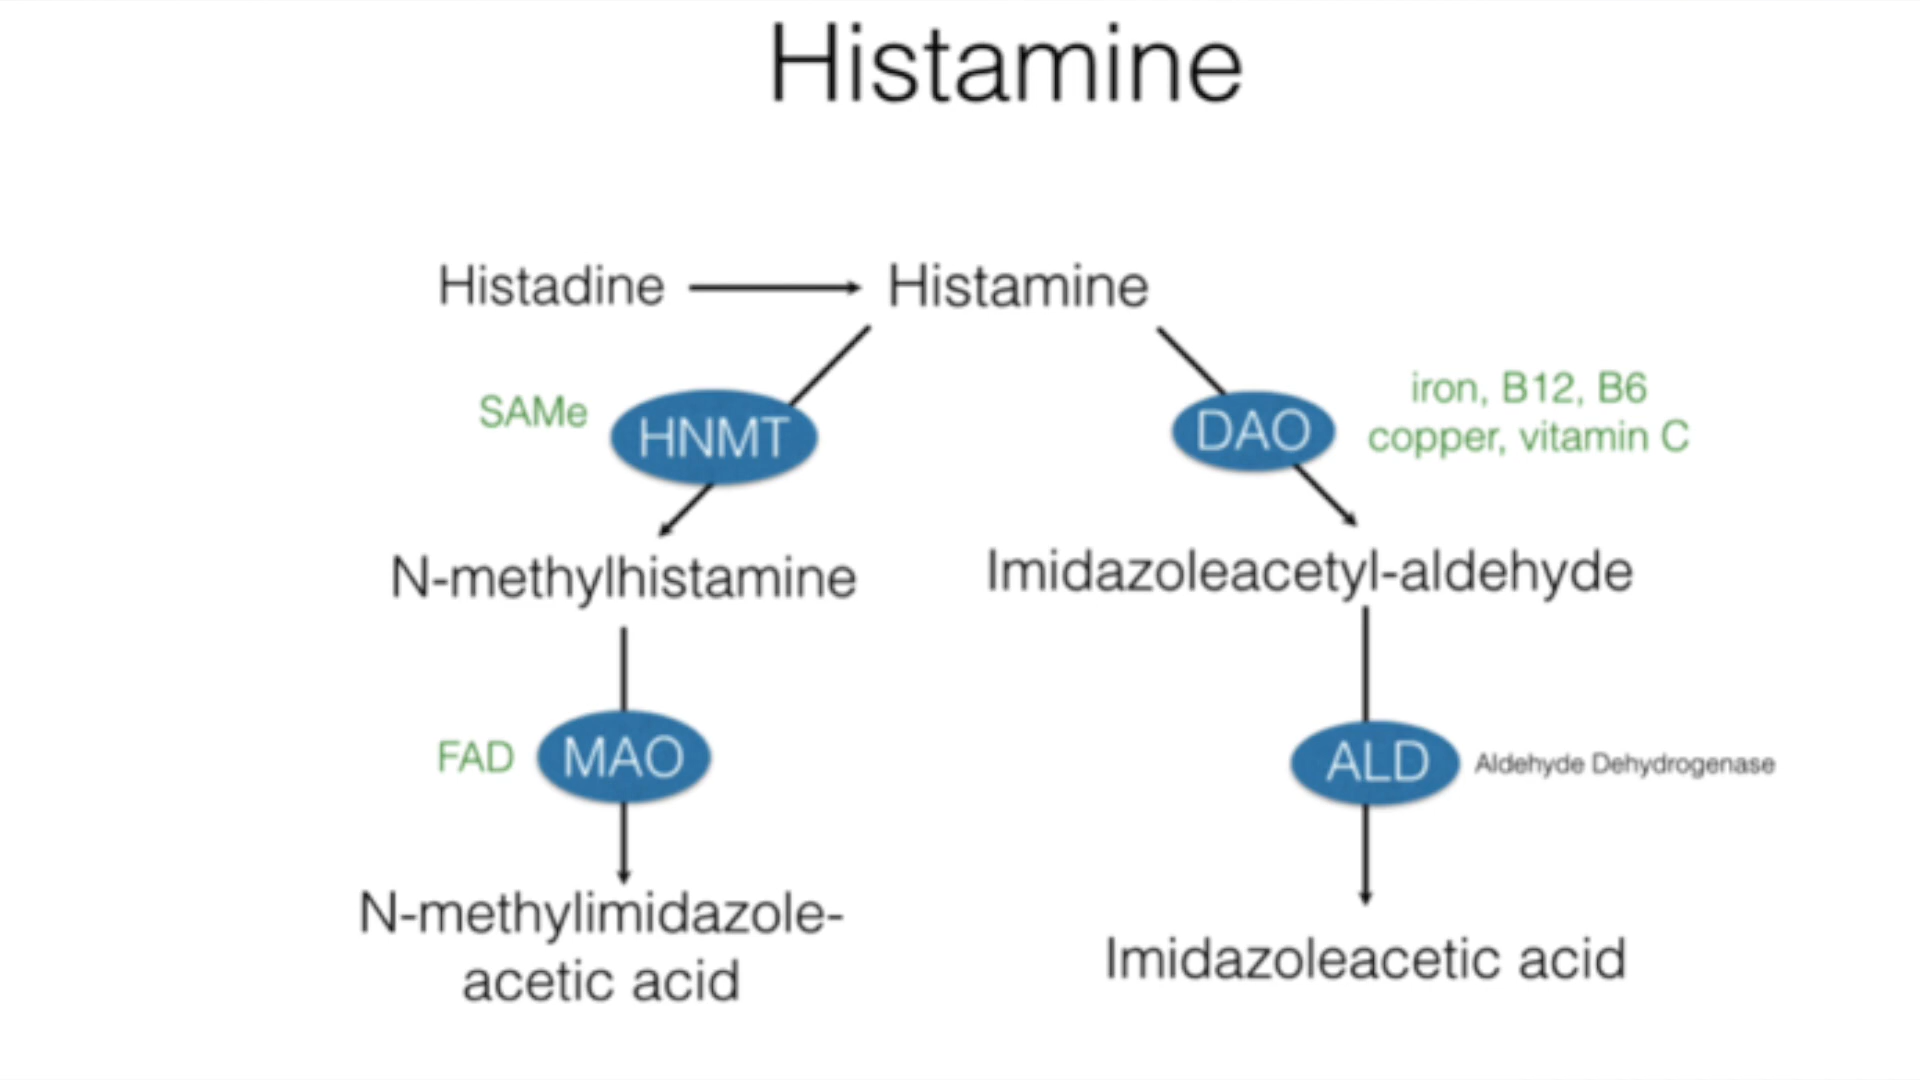 Histamine
Histadine
Histamine
SAMe
HNMT
DAO
iron, B12, B6
copper, vitamin C
N-methylhistamine
Imidazoleacetyl-aldehyde
FAD
MAO
ALD
Aldehyde Dehydrogenase
N-methylimidazole-
acetic acid
Imidazoleacetic acid